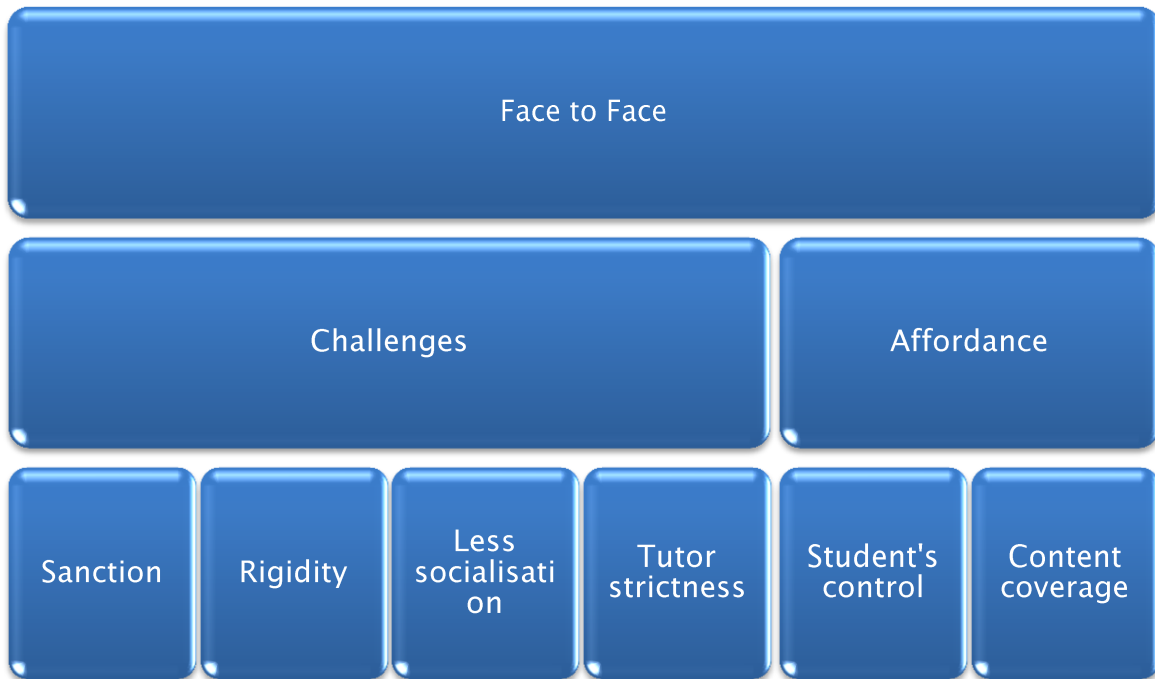 Face to Face
Challenges
Affordance
Sanction
Rigidity
Less
socialisati
on
Tutor
strictness
Student's
control
Content
coverage